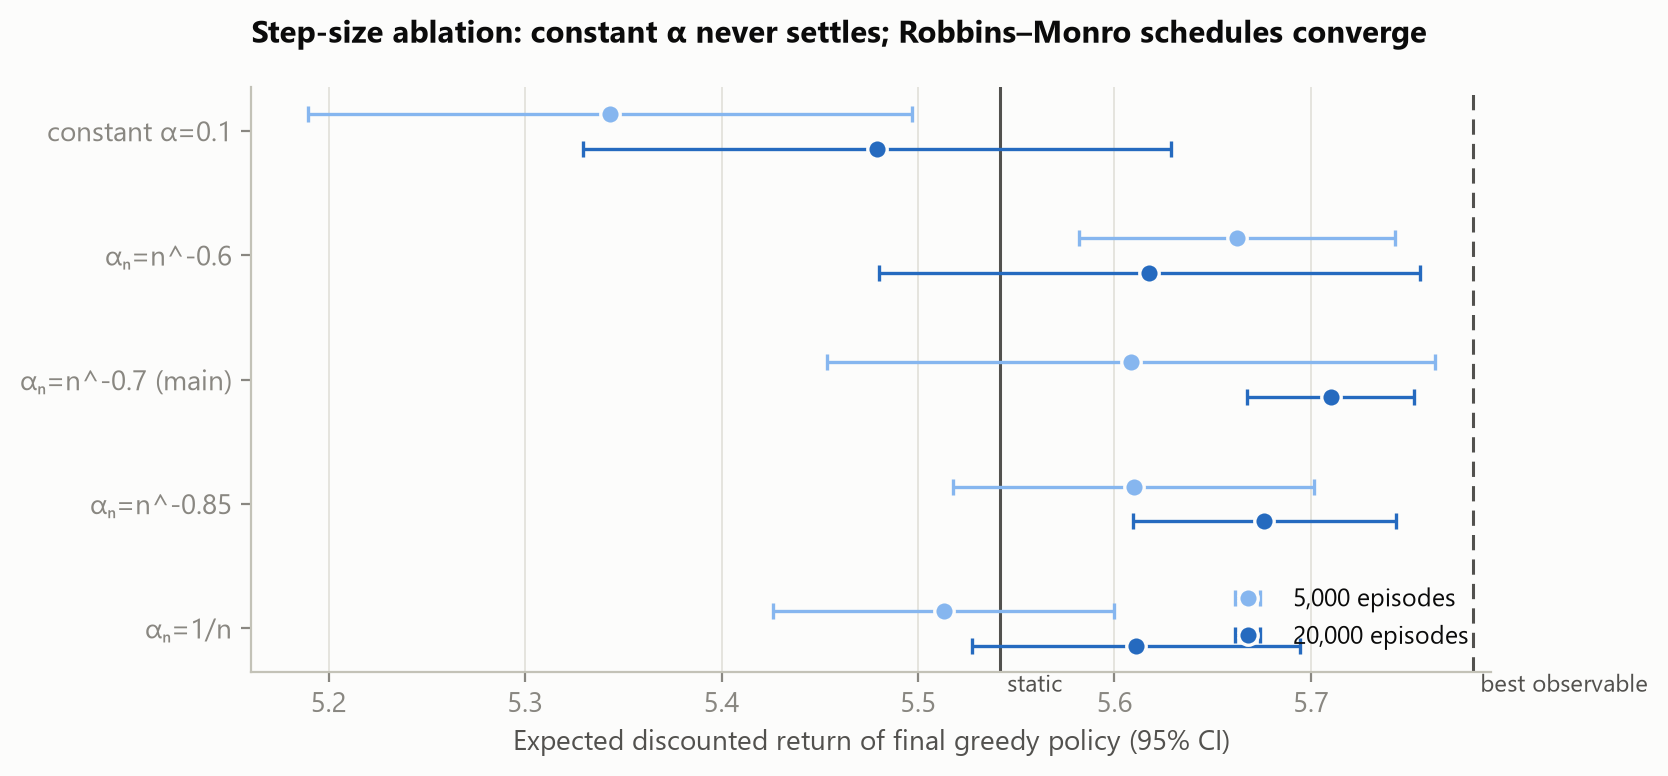 Step-size ablation: constant α never settles; Robbins–Monro schedules converge
constant α=0.1
αₙ=n^-0.6
αₙ=n^-0.7 (main)
αₙ=n^-0.85
αₙ=1/n
5,000 episodes
20,000 episodes
static
best observable
5.2 5.3 5.4 5.5 5.6 5.7
Expected discounted return of final greedy policy (95% CI)